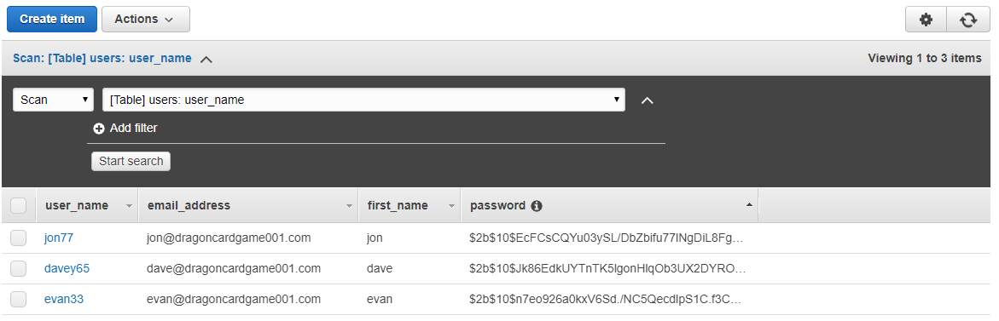 Create item Actions
Scan: [Table] users: user_name Viewing 1 to 3 items
Scan [Table] users: user_name
Add filter
Start search
user_name email_address first_name password
jon77 jon@dragoncardgame001.com jon $2b$10$EcFCsCQYu03ySL/DbZbifu77lNgDiL8Fg…
davey65 dave@dragoncardgame001.com dave $2b$10$Jk86EdkUYTnTK5lgonHlqOb3UX2DYRO…
evan33 evan@dragoncardgame001.com evan $2b$10$n7eo926a0kxV6Sd./NC5QecdlpS1C.f3C…